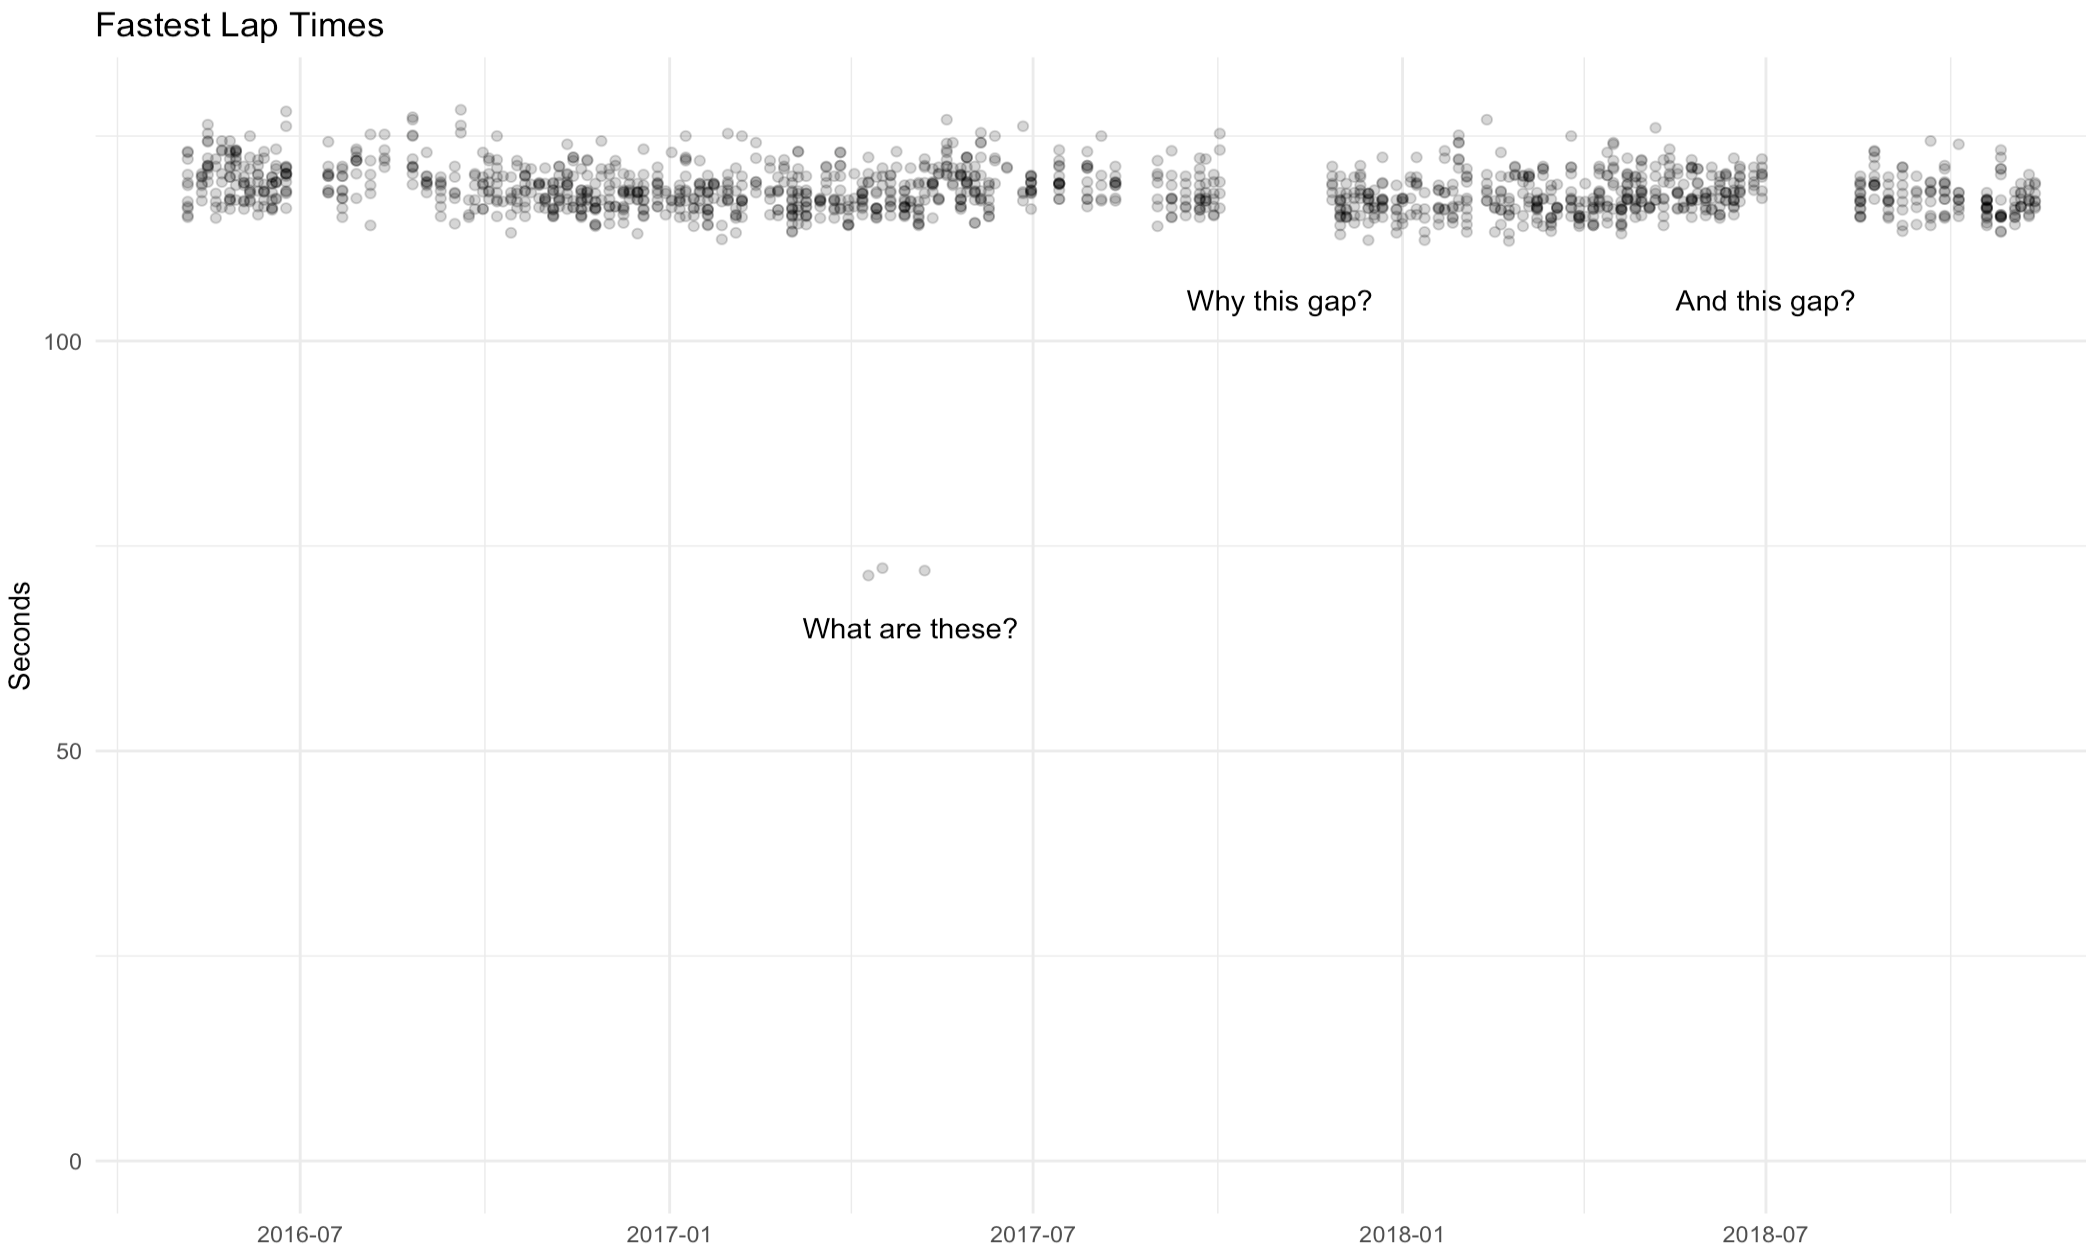 Fastest Lap Times
Why this gap?
And this gap?
100
What are these?
Seconds
50
0
2016-07
2017-01
2017-07
2018-01
2018-07